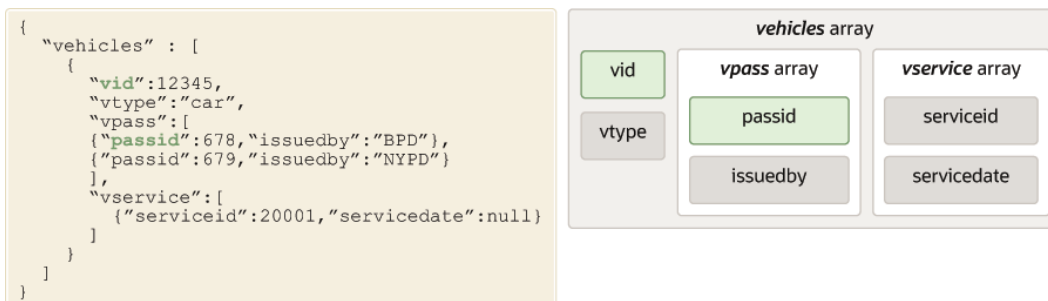 {
“vehicles” : [
{
“vid”:12345,
“vtype”:”car”,
“vpass”:[
{“passid”:678,“issuedby”:”BPD”},
{”passid”:679,”issuedby”:”NYPD”}
],
“vservice”:[
{”serviceid”:20001,”servicedate”:null}
]
}
]
}
vehicles array
vid
vtype
vpass array
passid
issuedby
vservice array
serviceid
servicedate